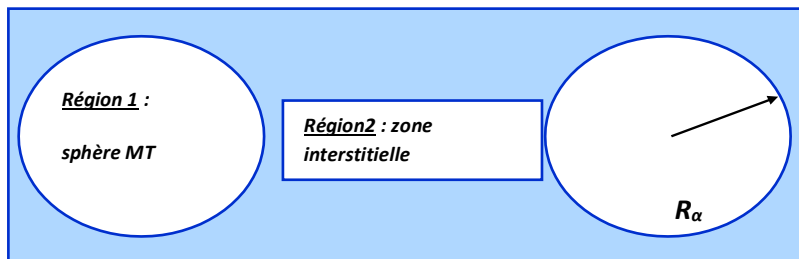 Région 1 :
sphère MT
Région2 : zone
interstitielle
Rα